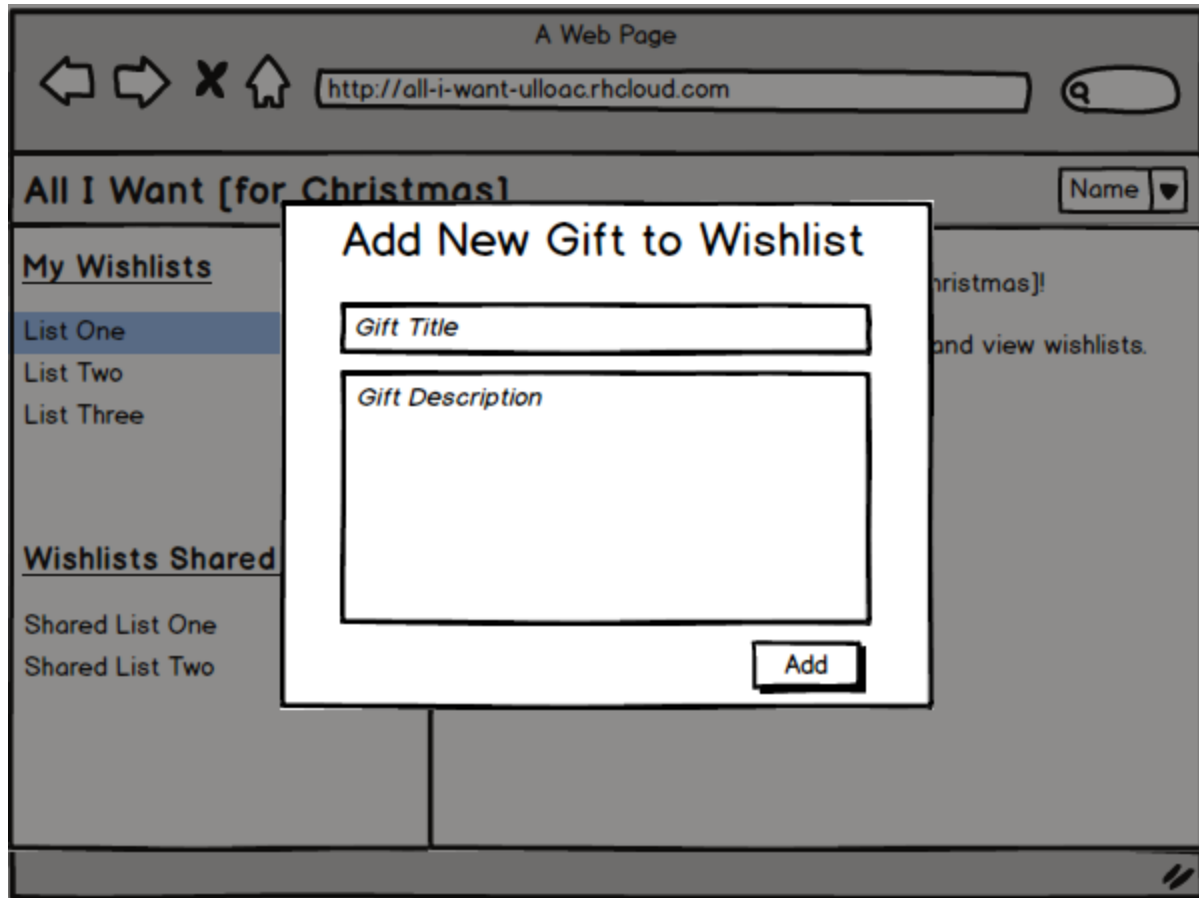 A Web Page
http://all-i-want-ulloac.rhcloud.com
All I Want [for Christmas]
Name
My Wishlists
List One
List Two
List Three
Wishlists Shared
Shared List One
Shared List Two
Add New Gift to Wishlist
Gift Title
Gift Description
Add
hristmas]!
and view wishlists.